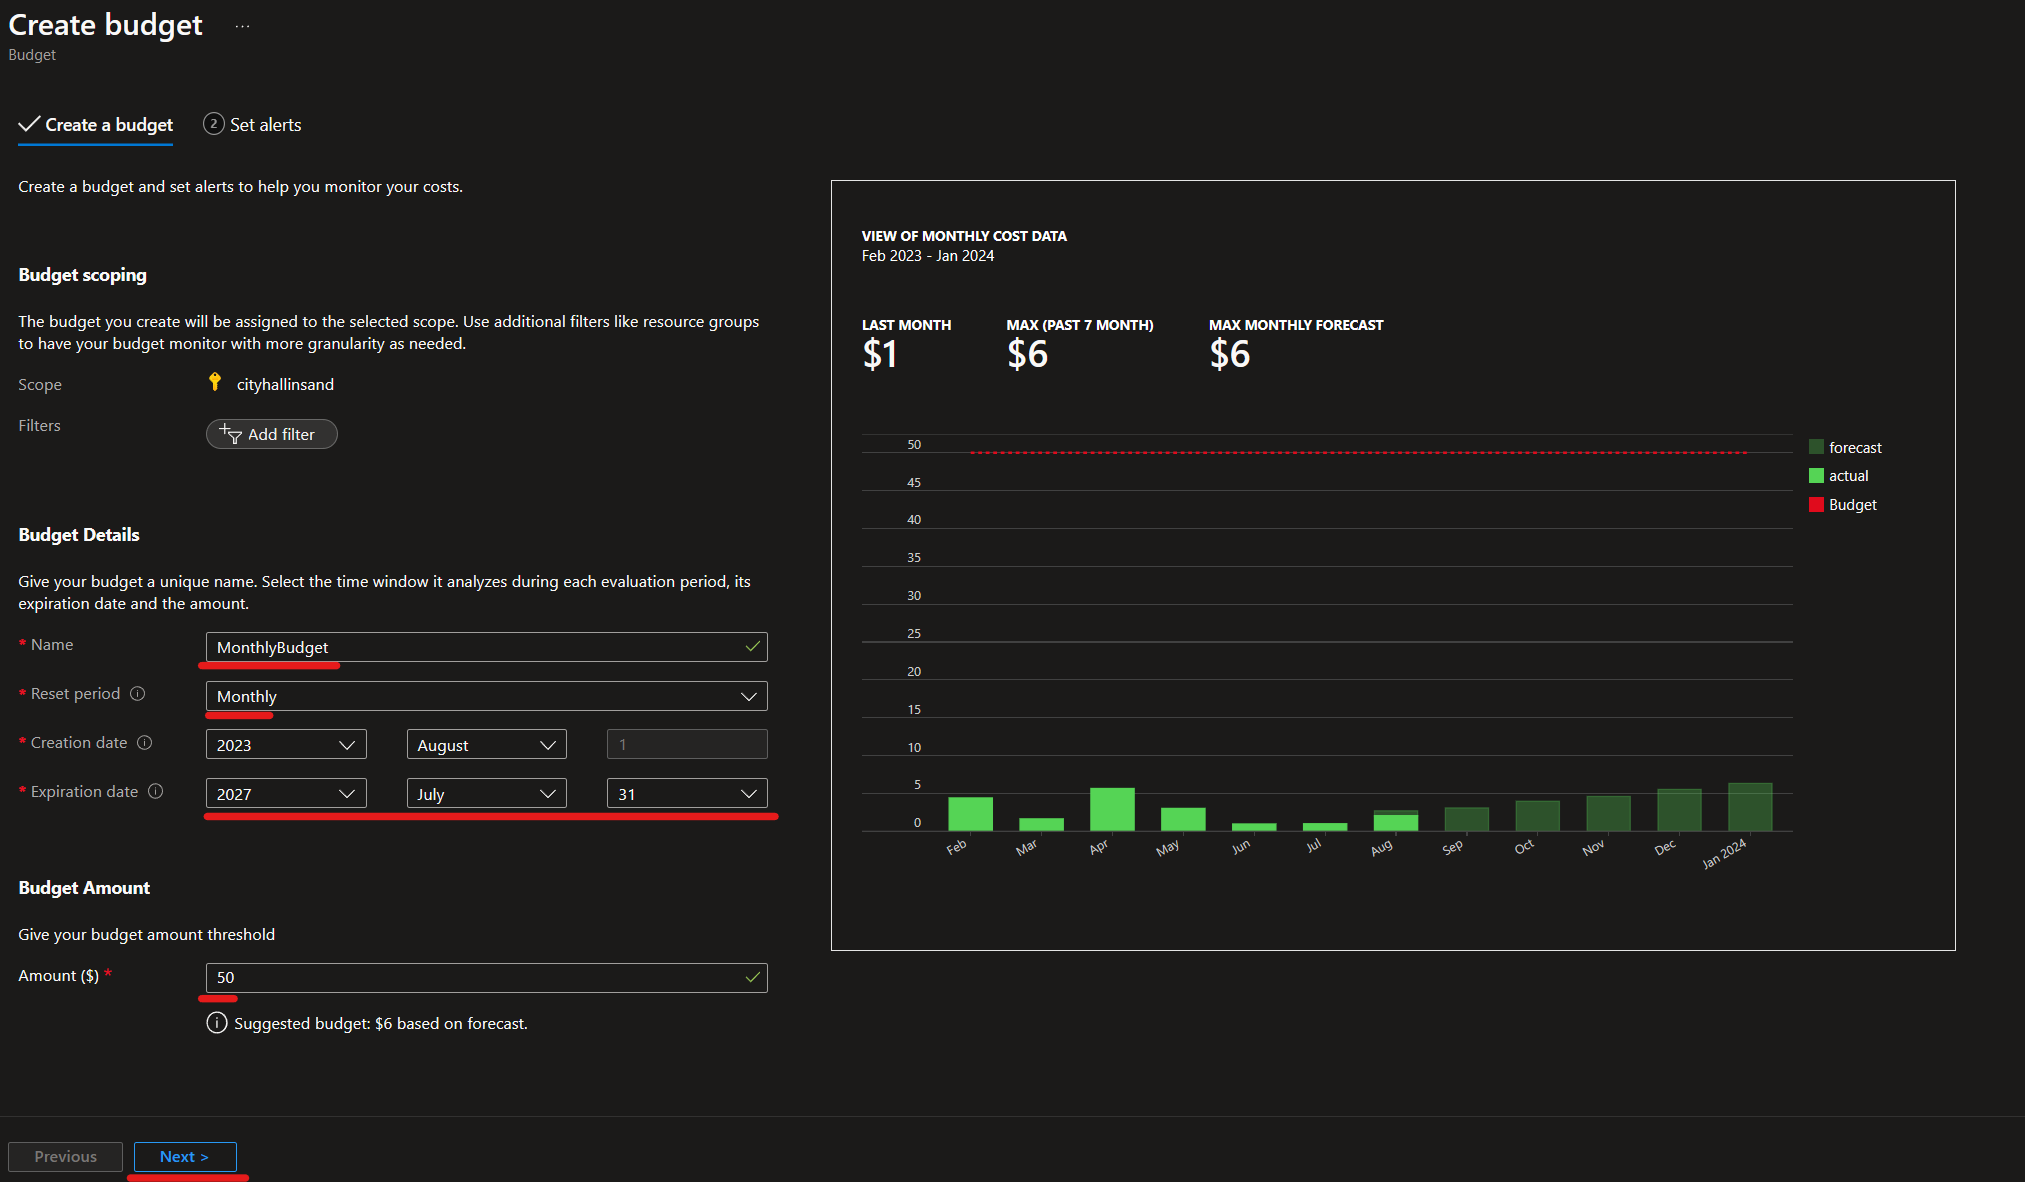 Create budget ...
Budget
Create a budget
2 Set alerts
Create a budget and set alerts to help you monitor your costs.
Budget scoping
The budget you create will be assigned to the selected scope. Use additional filters like resource groups
to have your budget monitor with more granularity as needed.
Scope
cityhallinsand
Filters
Add filter
Budget Details
Give your budget a unique name. Select the time window it analyzes during each evaluation period, its
expiration date and the amount.
* Name
MonthlyBudget
* Reset period
Monthly
* Creation date
2023
August
1
* Expiration date
2027
July
31
Budget Amount
Give your budget amount threshold
Amount ($) *
50
Suggested budget: $6 based on forecast.
Previous
Next >
VIEW OF MONTHLY COST DATA
Feb 2023 - Jan 2024
LAST MONTH
$1
MAX (PAST 7 MONTH)
$6
MAX MONTHLY FORECAST
$6
50
45
40
35
30
25
20
15
10
5
0
Feb
Mar
Apr
May
Jun
Jul
Aug
Sep
Oct
Nov
Dec
Jan 2024
forecast
actual
Budget